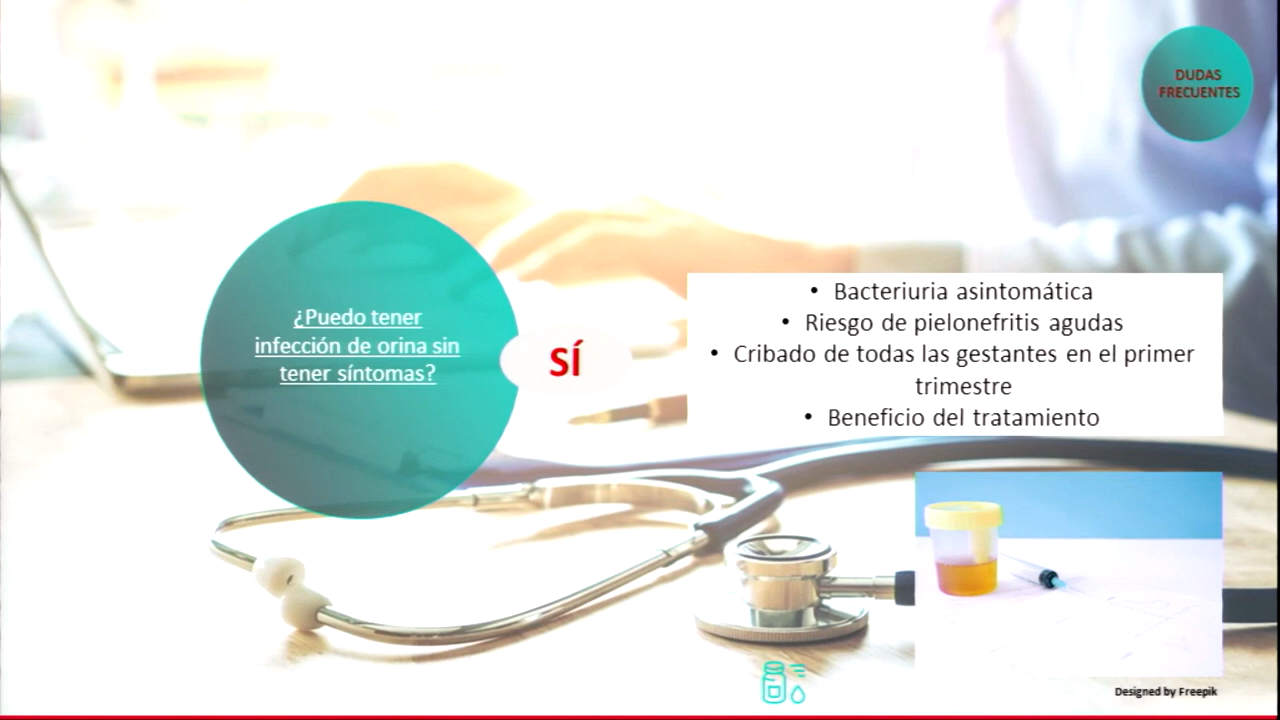 DUDAS
FRECUENTES
¿Puedo tener
infección de orina sin
tener síntomas?
SÍ
• Bacteriuria asintomática
• Riesgo de pielonefritis agudas
• Cribado de todas las gestantes en el primer
trimestre
• Beneficio del tratamiento
Designed by Freepik